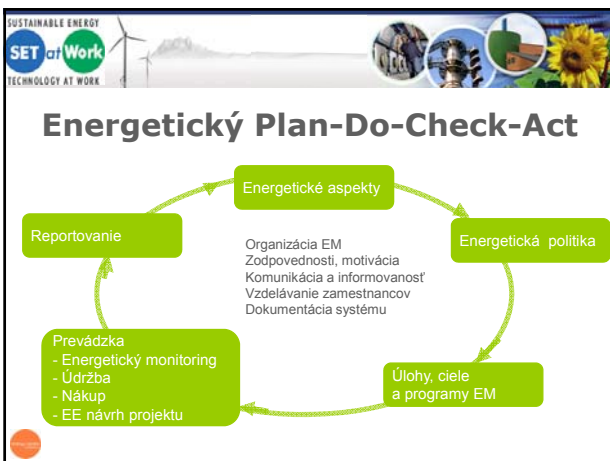 SUSTAINABLE ENERGY
SET at Work
TECHNOLOGY AT WORK
Energetický Plan-Do-Check-Act
Energetické aspekty
Reportovanie
Energetická politika
Organizácia EM
Zodpovednosti, motivácia
Komunikácia a informovanosť
Vzdelávanie zamestnancov
Dokumentácia systému
Prevádzka
- Energetický monitoring
- Údržba
- Nákup
- EE návrh projektu
Úlohy, ciele
a programy EM